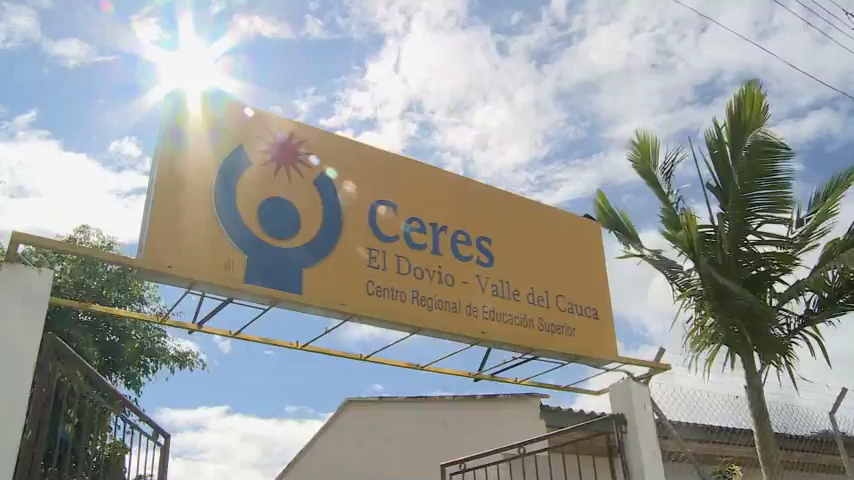 Ceres
El Dovio - Valle del Cauca
Centro Regional de Educación Superior